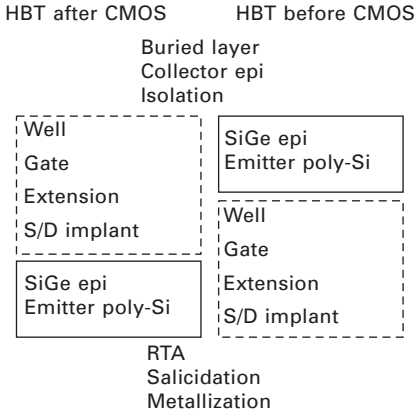 HBT after CMOS
HBT before CMOS
Buried layer
Collector epi
Isolation
Well
Gate
Extension
S/D implant
SiGe epi
Emitter poly-Si
SiGe epi
Emitter poly-Si
Well
Gate
Extension
S/D implant
RTA
Salicidation
Metallization